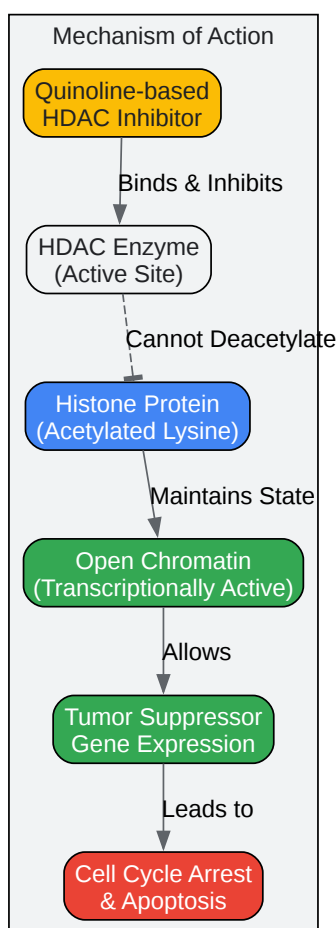 Mechanism of Action
Quinoline-based
HDAC Inhibitor
Binds & Inhibits
HDAC Enzyme
(Active Site)
Cannot Deacetylate
Histone Protein
(Acetylated Lysine)
Maintains State
Open Chromatin
(Transcriptionally Active)
Allows
Tumor Suppressor
Gene Expression
Leads to
Cell Cycle Arrest
& Apoptosis